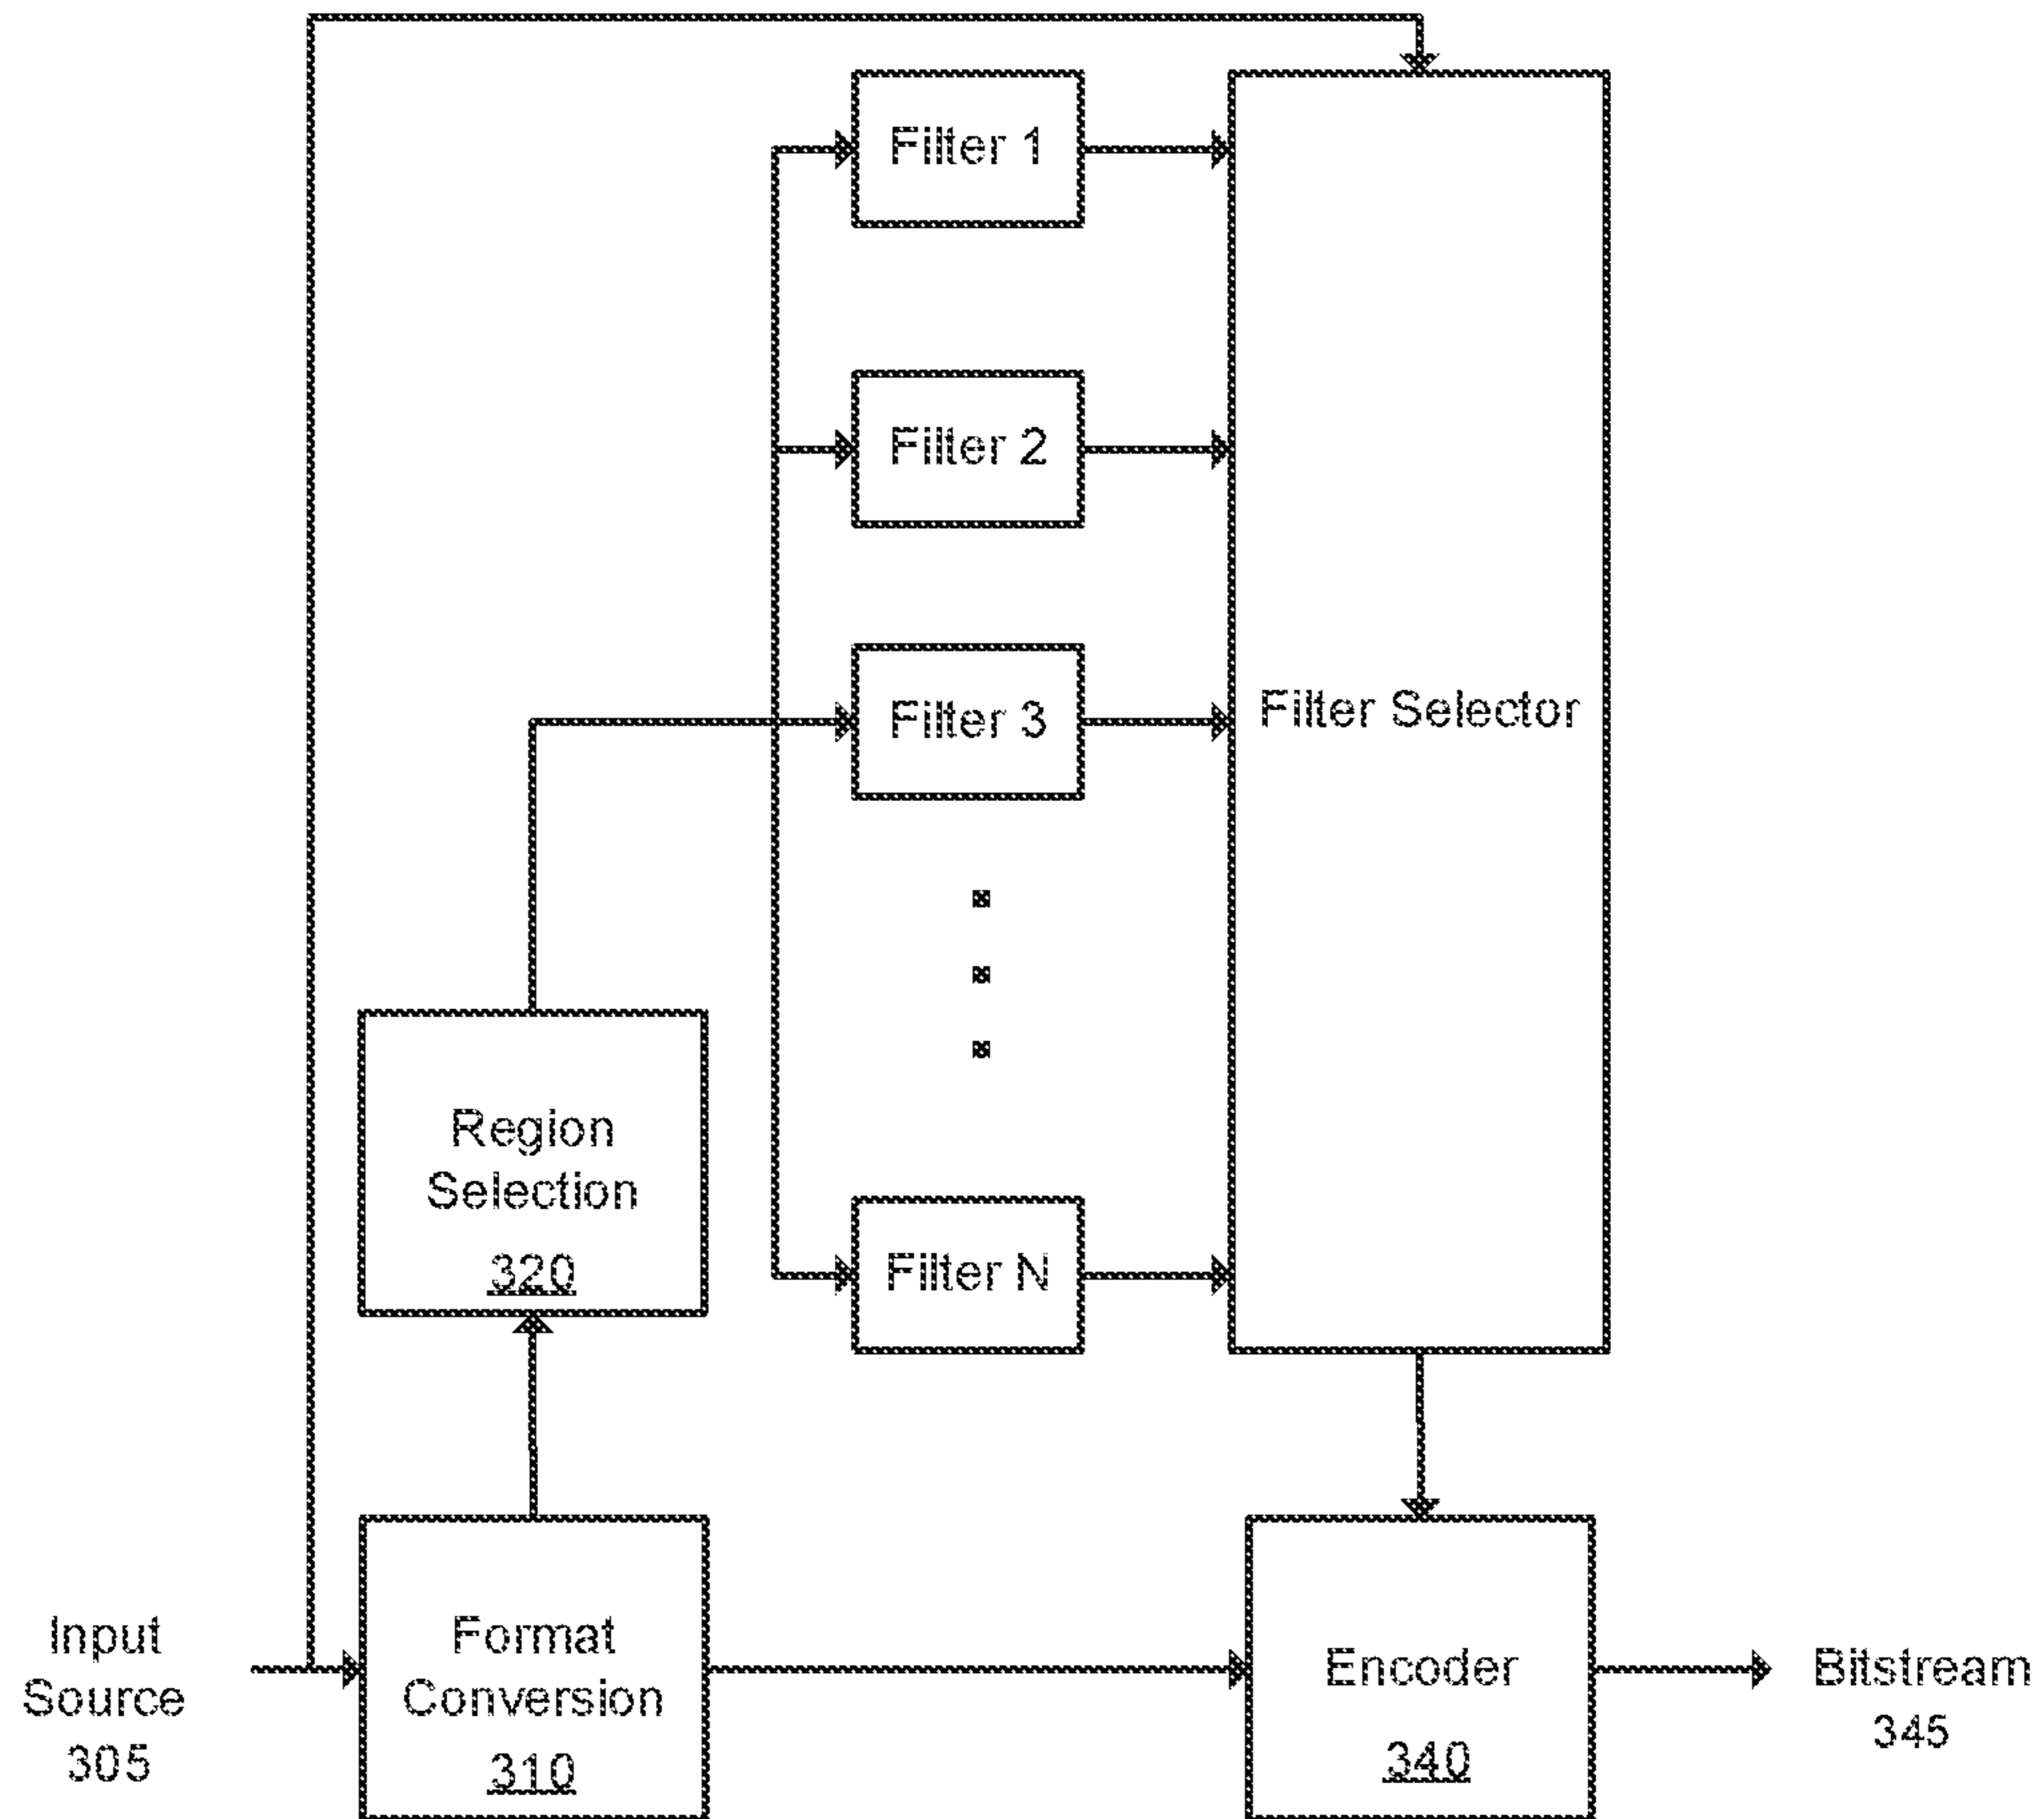 Filter 1
Filter 2
Filter 3
Filter Selector
Region
Selection
320
Filter N
Input
Source
305
Format
Conversion
310
Encoder
340
Bitstream
345